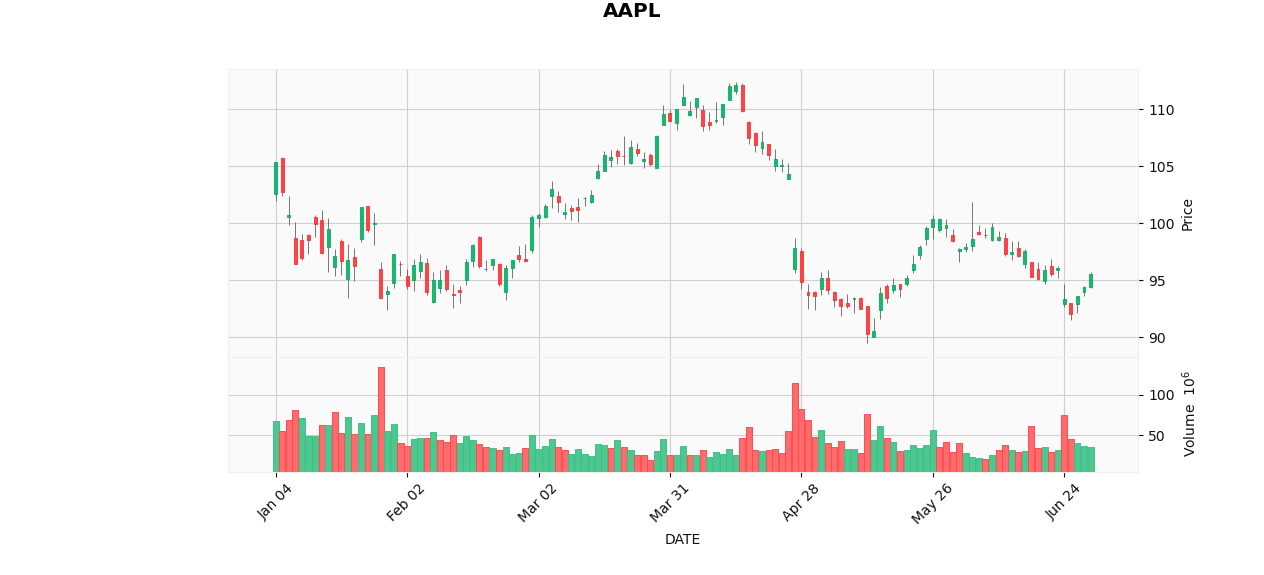 AAPL
110
105
100
95
90
Price
100
50
Volume 10^6
Jan 04
Feb 02
Mar 02
Mar 31
Apr 28
May 26
Jun 24
DATE